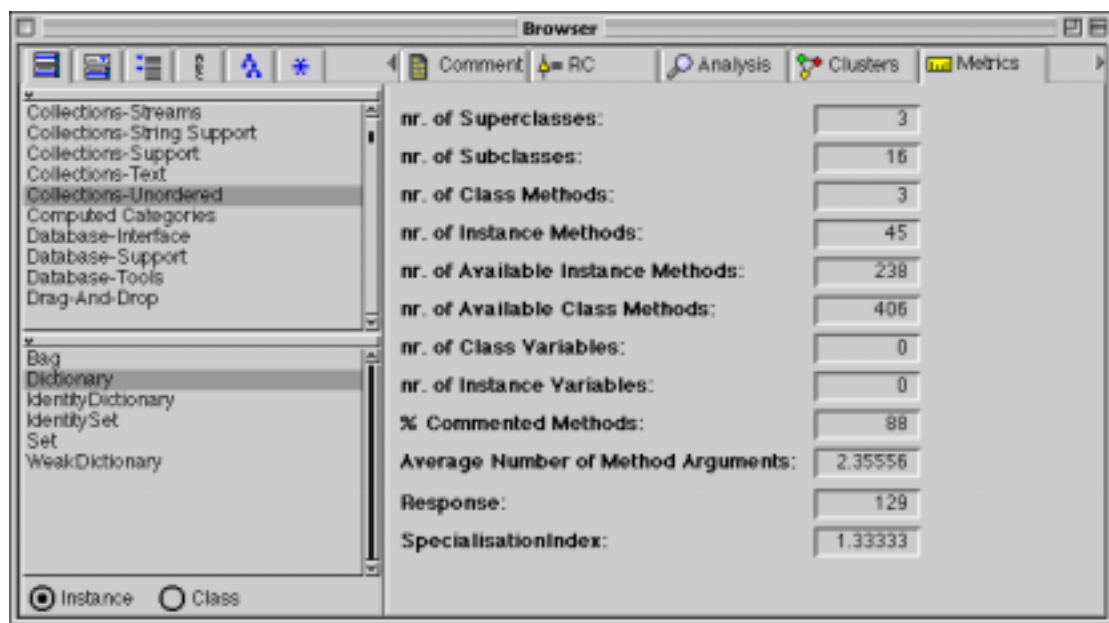 Browser
Comment RC Analysis Clusters Metrics
Collections-Streams
Collections-String Support
Collections-Support
Collections-Text
Collections-Unordered
Computed Categories
Database-Interface
Database-Support
Database-Tools
Drag-And-Drop
Bag
Dictionary
IdentityDictionary
IdentitySet
Set
WeakDictionary
Instance Class
nr. of Superclasses: 3
nr. of Subclasses: 16
nr. of Class Methods: 3
nr. of Instance Methods: 45
nr. of Available Instance Methods: 238
nr. of Available Class Methods: 406
nr. of Class Variables: 0
nr. of Instance Variables: 0
% Commented Methods: 88
Average Number of Method Arguments: 2.35556
Response: 129
SpecialisationIndex: 1.33333